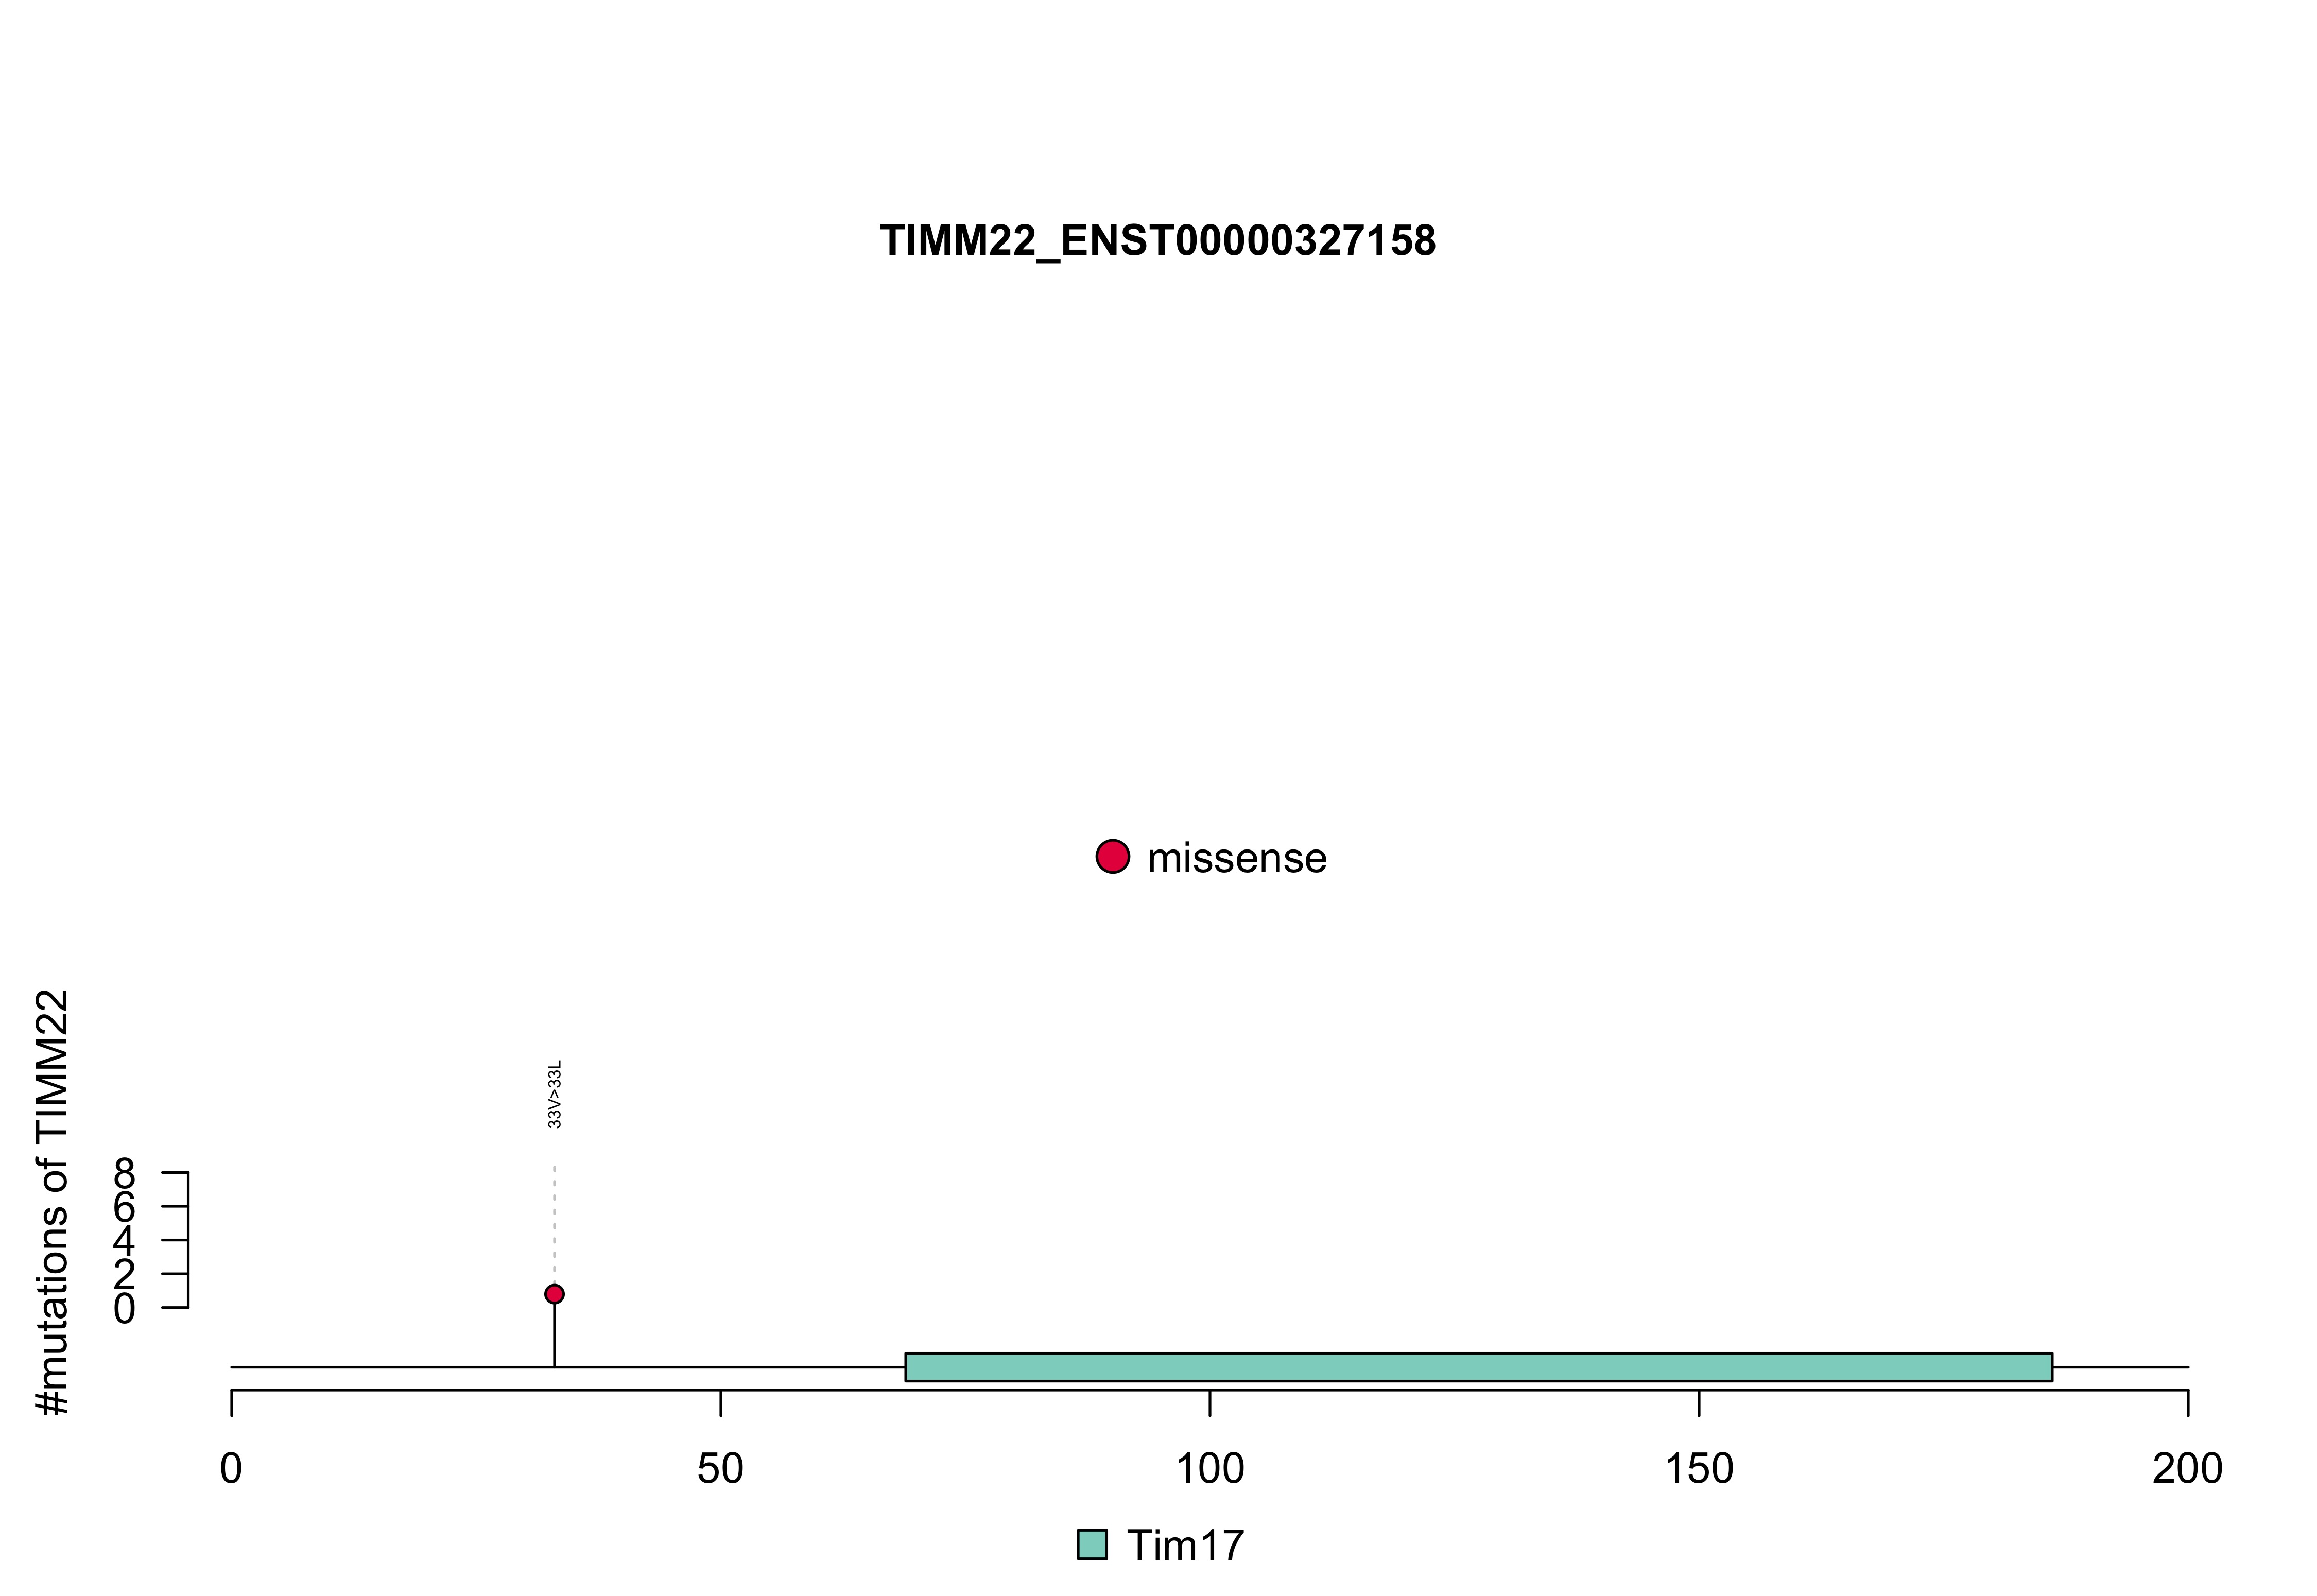 TIMM22_ENST00000327158
missense
#mutations of TIMM22
33V>33L
8
6
4
2
0
0 50 100 150 200
Tim17